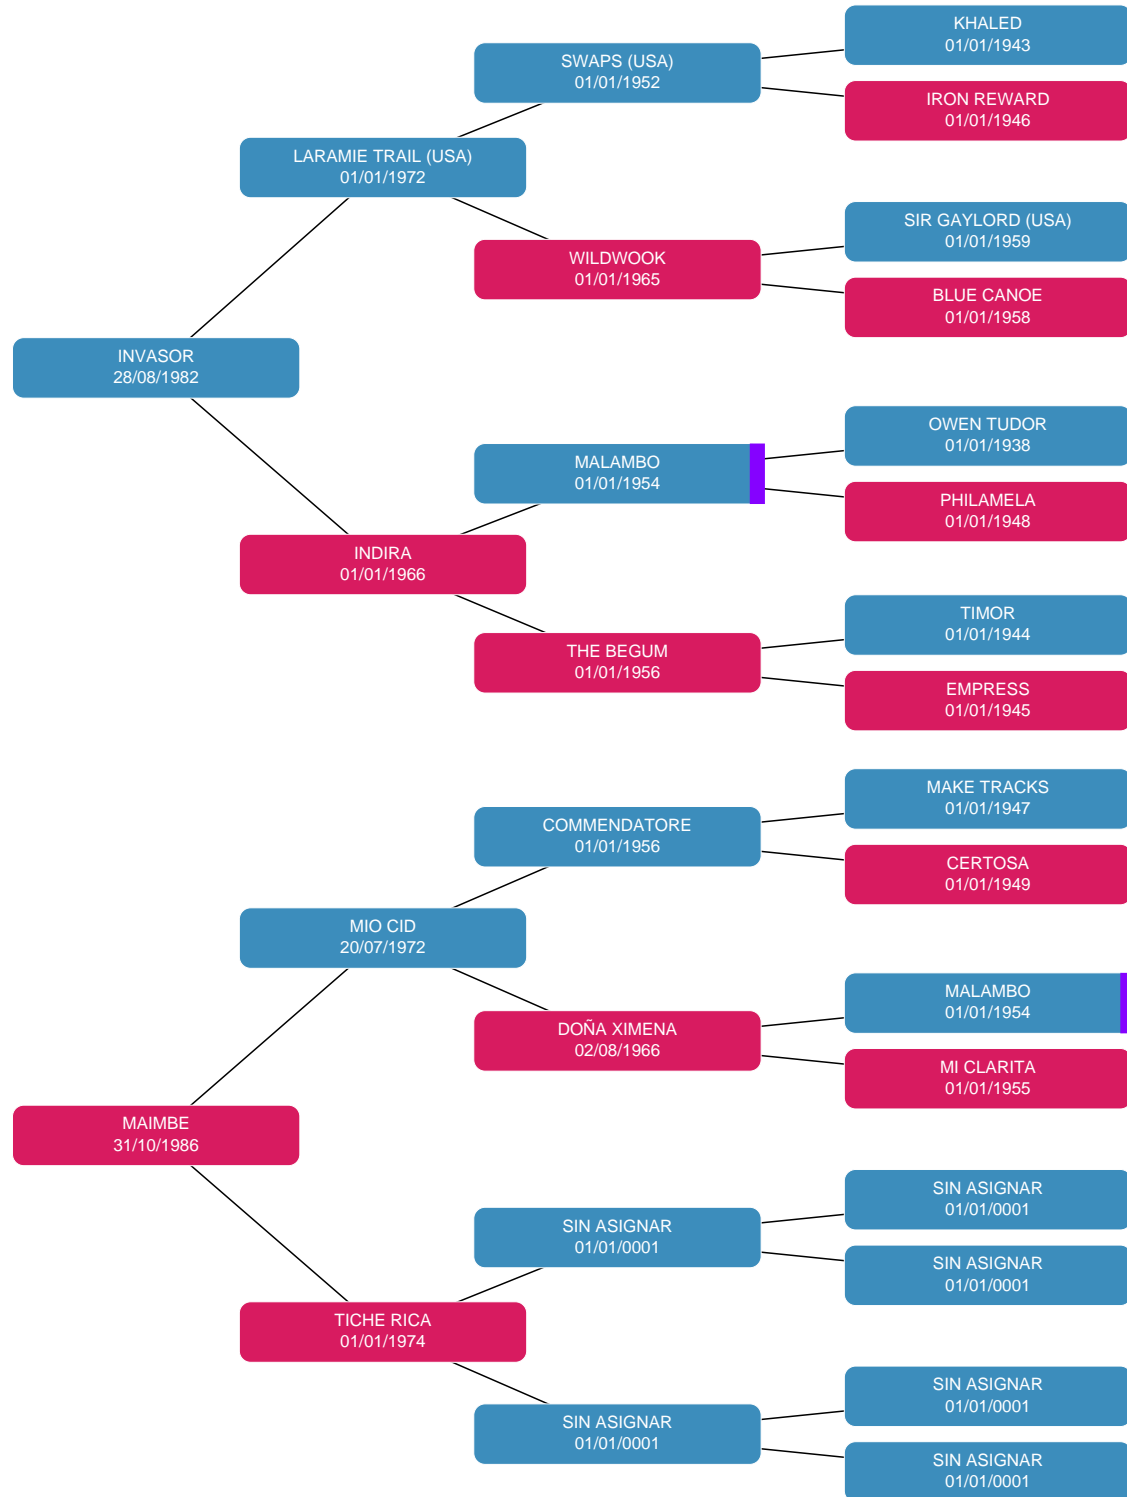 KHALED
01/01/1943
SWAPS (USA)
01/01/1952
IRON REWARD
01/01/1946
LARAMIE TRAIL (USA)
01/01/1972
SIR GAYLORD (USA)
01/01/1959
WILDWOOK
01/01/1965
BLUE CANOE
01/01/1958
INVASOR
28/08/1982
OWEN TUDOR
01/01/1938
MALAMBO
01/01/1954
PHILAMELA
01/01/1948
INDIRA
01/01/1966
TIMOR
01/01/1944
THE BEGUM
01/01/1956
EMPRESS
01/01/1945
MAKE TRACKS
01/01/1947
COMMENDATORE
01/01/1956
CERTOSA
01/01/1949
MIO CID
20/07/1972
MALAMBO
01/01/1954
DOÑA XIMENA
02/08/1966
MI CLARITA
01/01/1955
MAIMBE
31/10/1986
SIN ASIGNAR
01/01/0001
SIN ASIGNAR
01/01/0001
SIN ASIGNAR
01/01/0001
TICHE RICA
01/01/1974
SIN ASIGNAR
01/01/0001
SIN ASIGNAR
01/01/0001
SIN ASIGNAR
01/01/0001